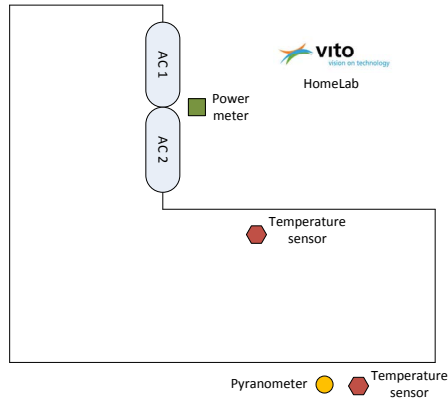 AC 1
vito
vision on technology
HomeLab
Power
meter
AC 2
Temperature
sensor
Pyranometer
Temperature
sensor